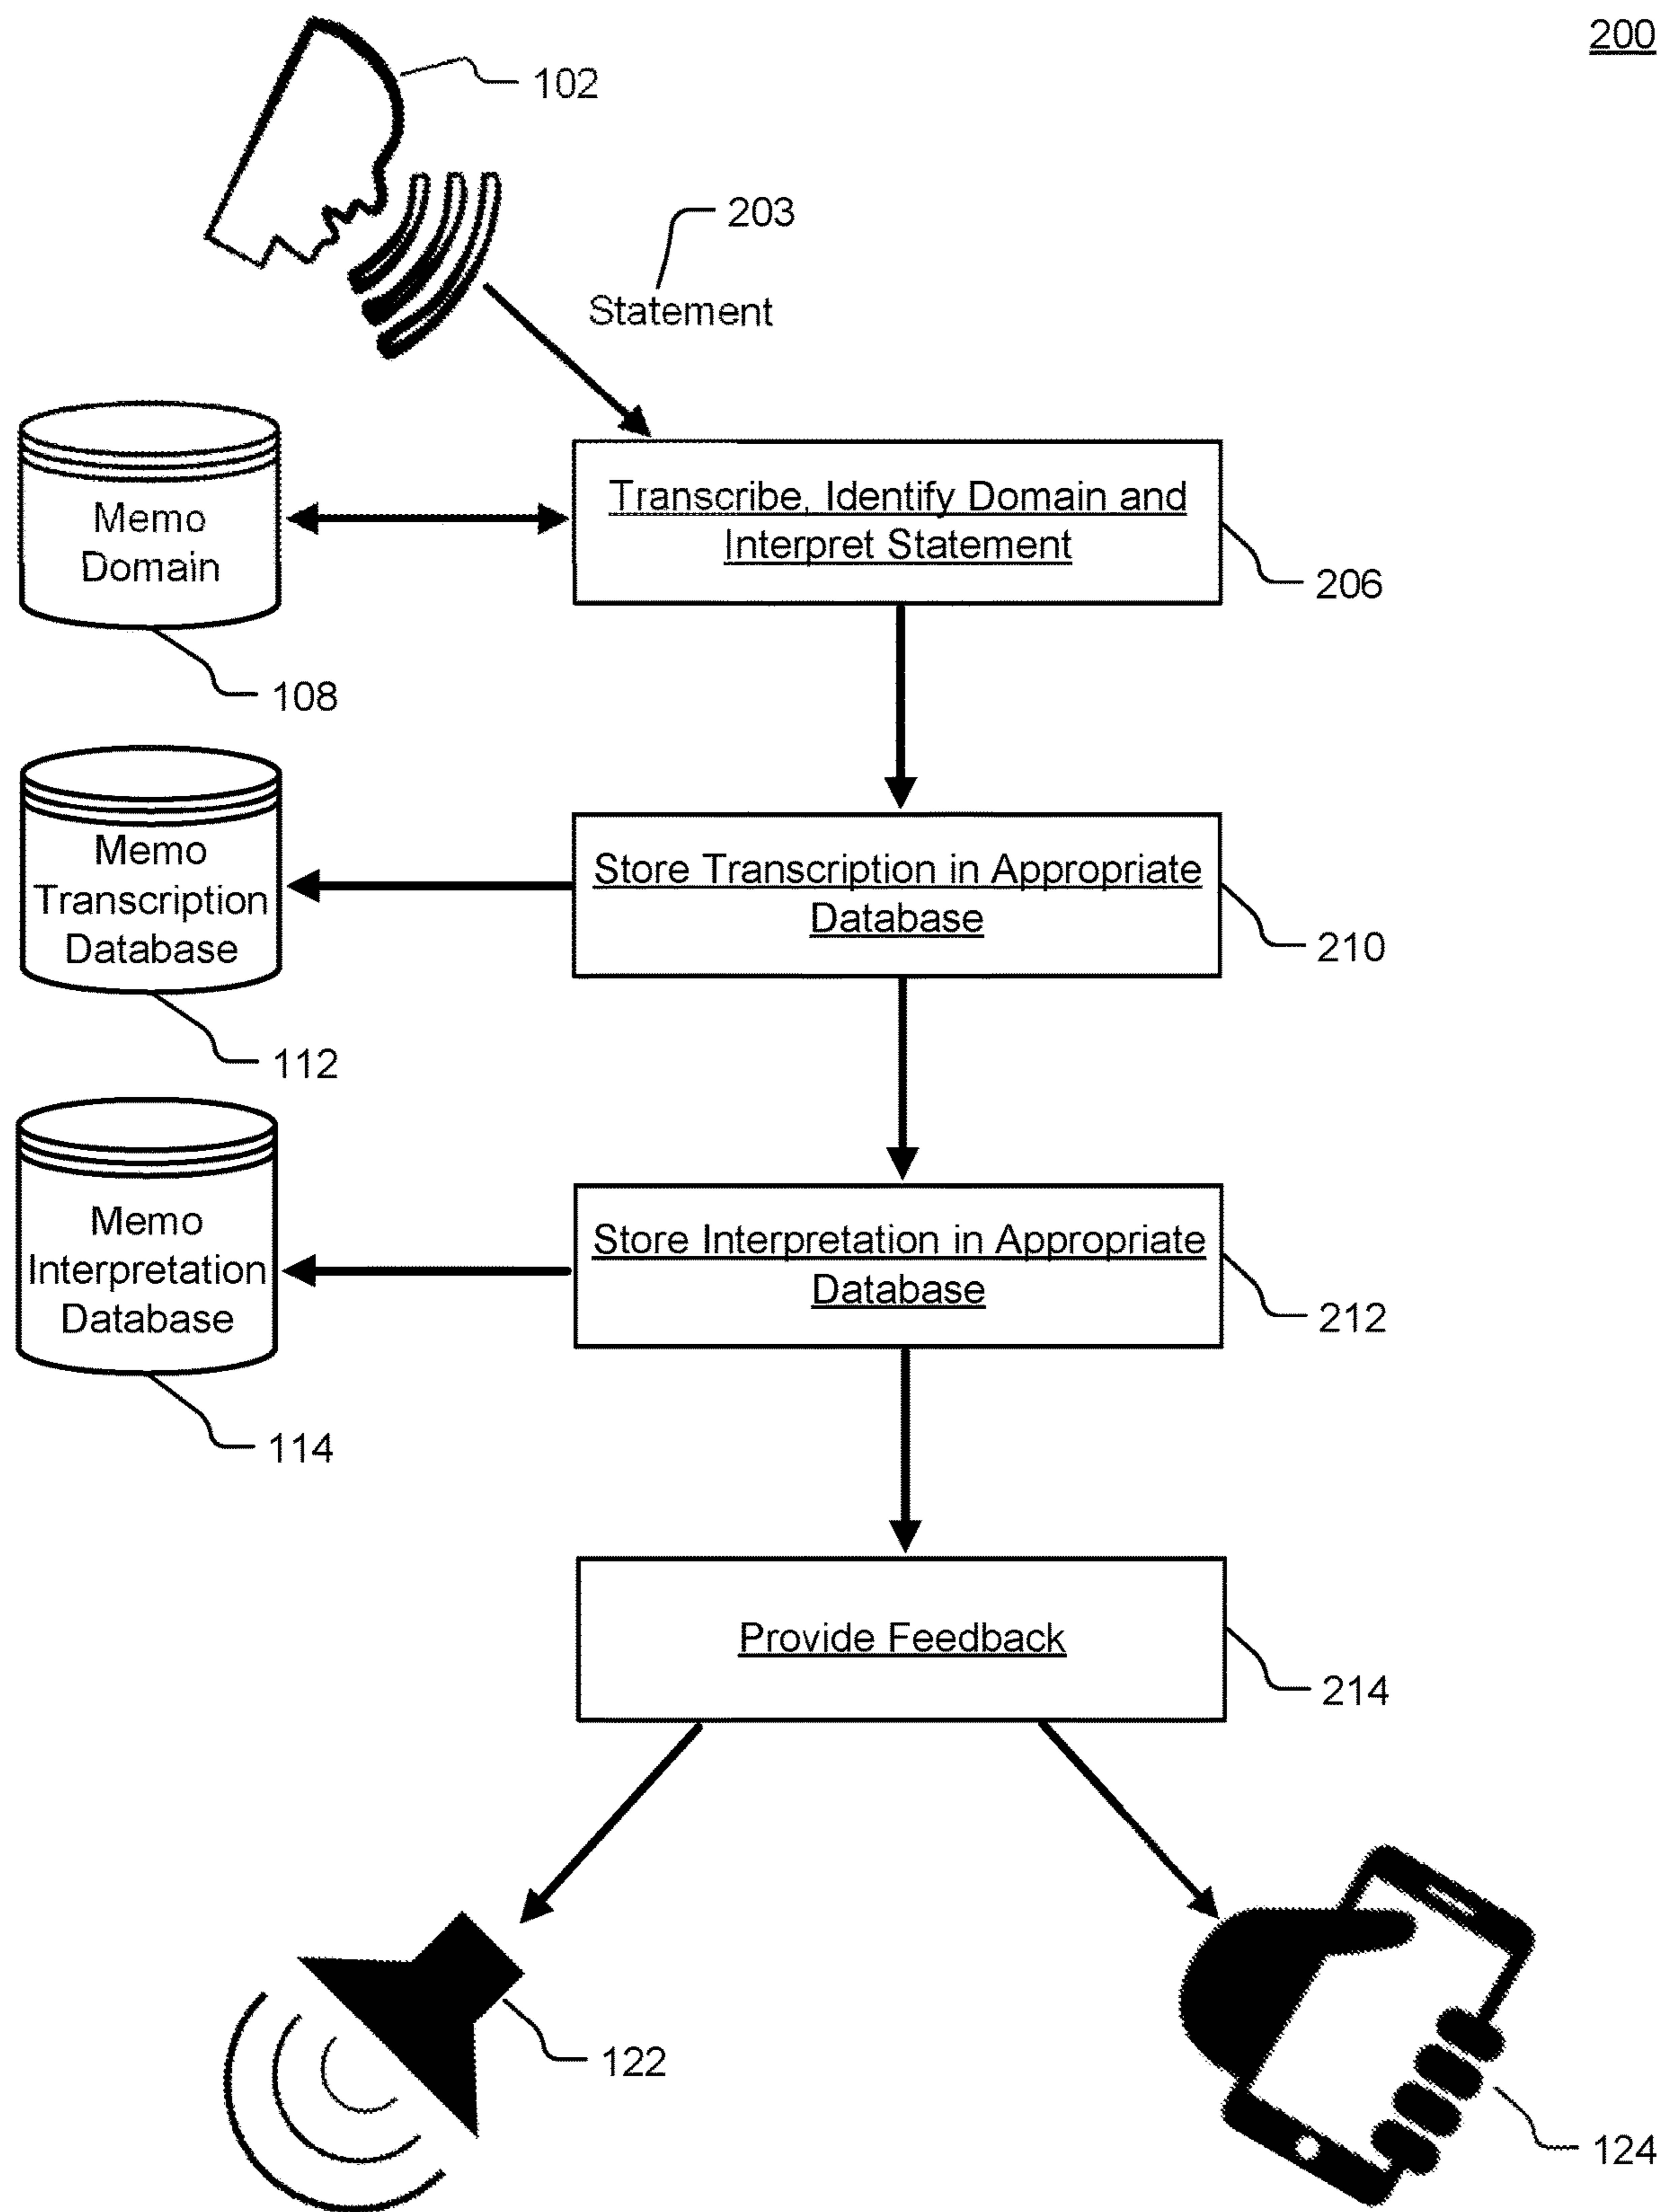 200
102
203
Statement
Memo
Domain
Transcribe, Identify Domain and
Interpret Statement
206
108
Memo
Transcription
Database
Store Transcription in Appropriate
Database
210
112
Memo
Interpretation
Database
Store Interpretation in Appropriate
Database
212
114
Provide Feedback
214
122
124